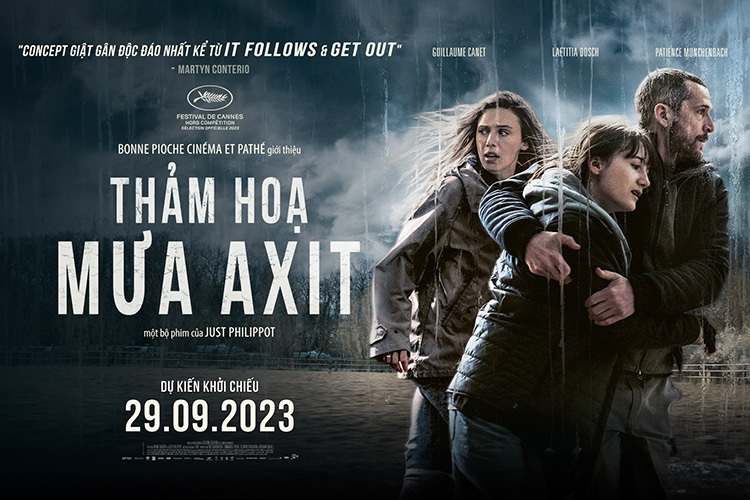 "CONCEPT GIẬT GÂN ĐỘC ĐÁO NHẤT KỂ TỪ IT FOLLOWS & GET OUT"
- MARTYN CONTERIO
GUILLAUME CANET LAETITIA DOSCH PATIENCE MUNCHENBACH
FESTIVAL DE CANNES
HORS COMPÉTITION
SÉLECTION OFFICIELLE 2023
BONNE PIOCHE CINÉMA ET PATHÉ giới thiệu
THẢM HOẠ
MƯA AXIT
một bộ phim của JUST PHILIPPOT
DỰ KIẾN KHỞI CHIẾU
29.09.2023